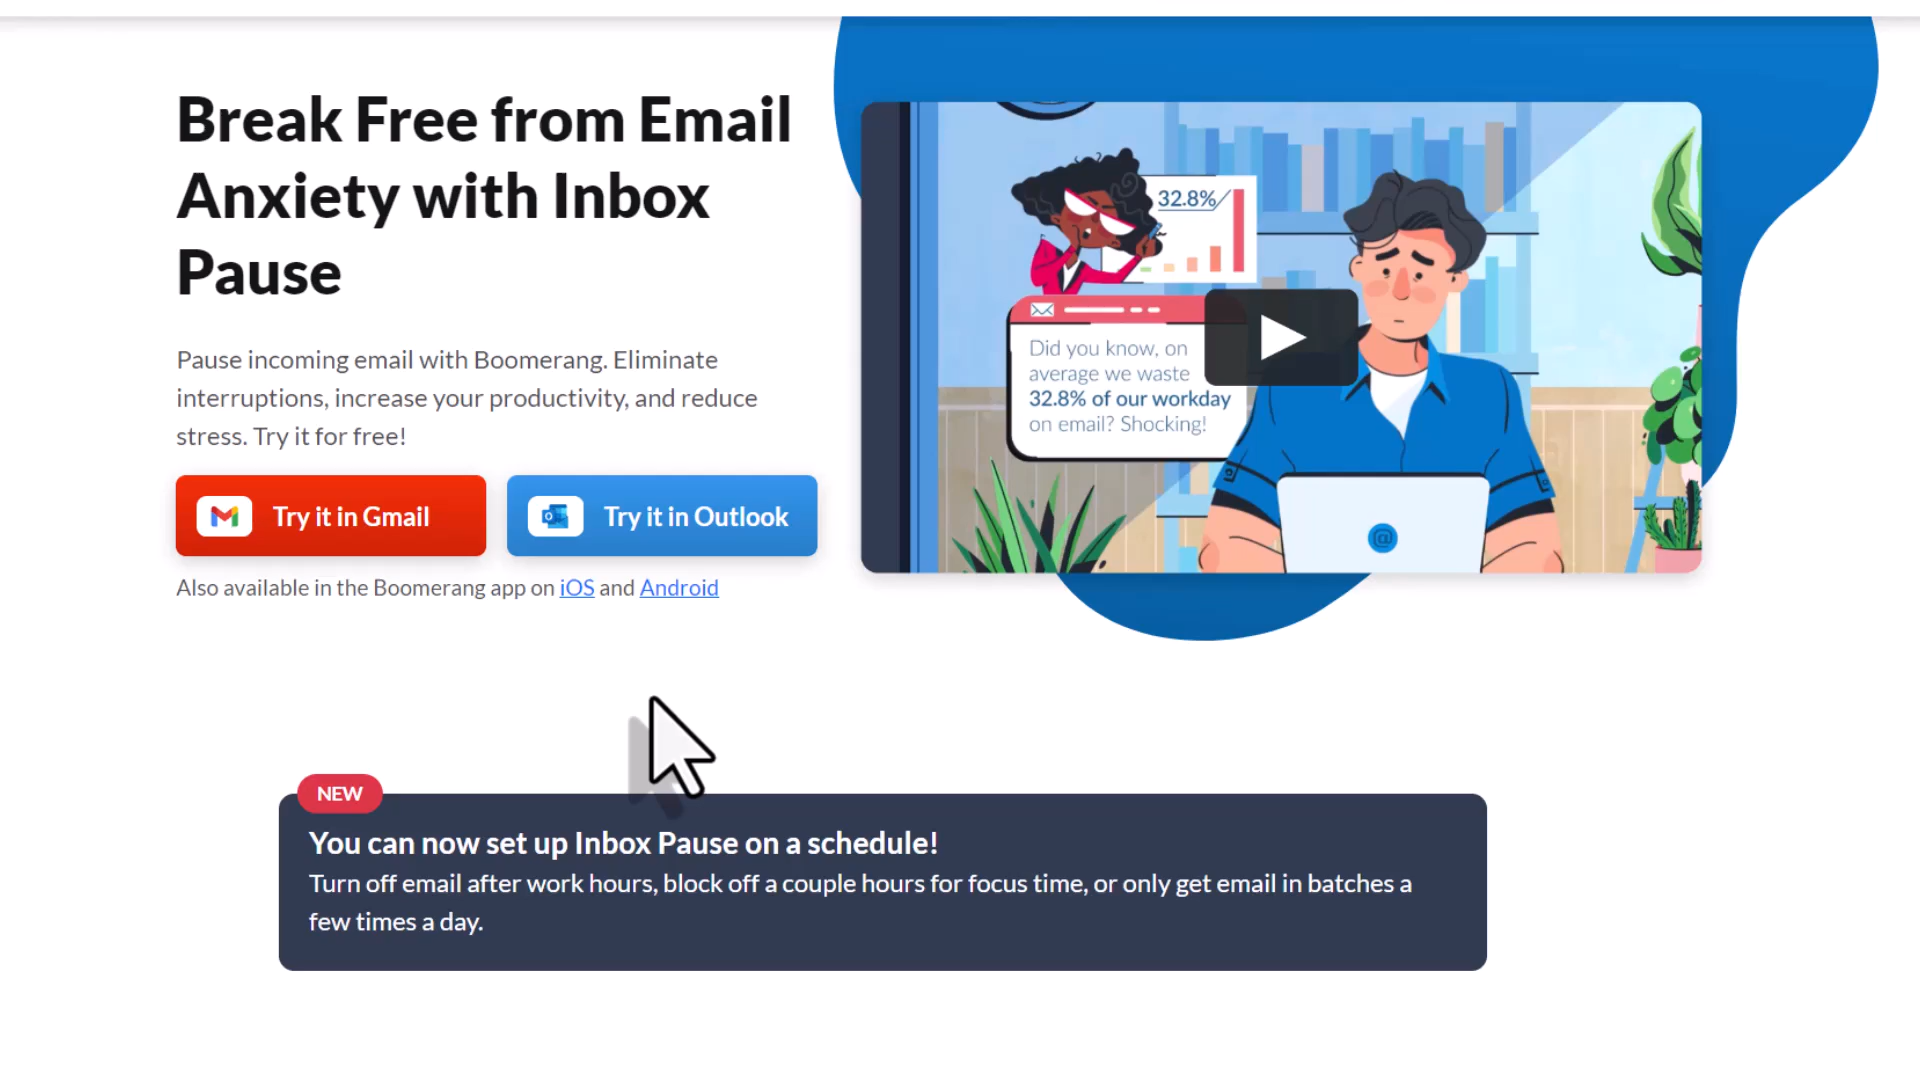 Break Free from Email
Anxiety with Inbox
Pause
Pause incoming email with Boomerang. Eliminate
interruptions, increase your productivity, and reduce
stress. Try it for free!
Try it in Gmail
Try it in Outlook
Also available in the Boomerang app on iOS and Android
32.8%
Did you know, on
average we waste
32.8% of our workday
on email? Shocking!
@
NEW
You can now set up Inbox Pause on a schedule!
Turn off email after work hours, block off a couple hours for focus time, or only get email in batches a
few times a day.